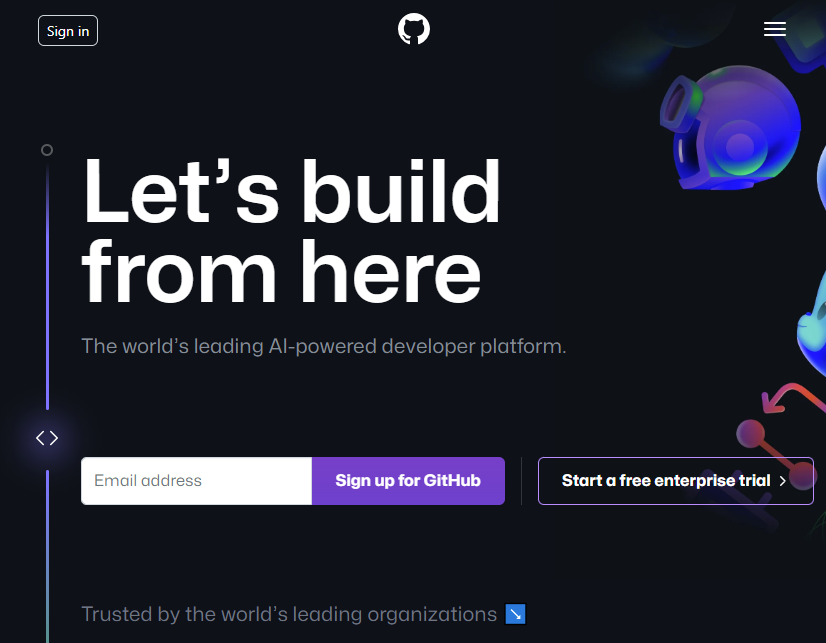 Sign in
Let’s build
from here
The world’s leading AI-powered developer platform.
Email address
Sign up for GitHub
Start a free enterprise trial
Trusted by the world’s leading organizations